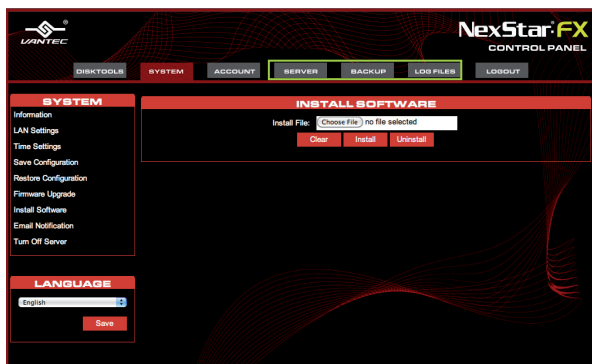 VANTEC
NexStar FX
CONTROL PANEL
DISKTOOLS SYSTEM ACCOUNT SERVER BACKUP LOG FILES LOGOUT
SYSTEM
Information
LAN Settings
Time Settings
Save Configuration
Restore Configuration
Firmware Upgrade
Install Software
Email Notification
Turn Off Server
INSTALL SOFTWARE
Install File: Choose File no file selected
Clear Install Uninstall
LANGUAGE
English
Save